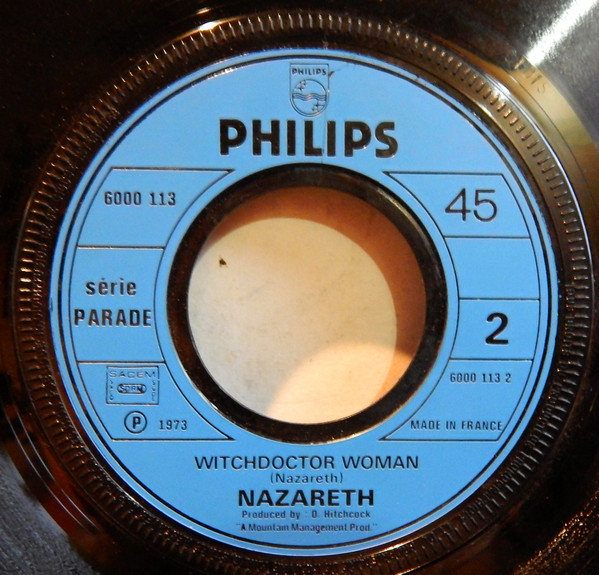 PHILIPS
PHILIPS
6000 113
45
série
PARADE
2
SACEM
SDRM
6000 113 2
Ⓟ 1973
MADE IN FRANCE
WITCHDOCTOR WOMAN
(Nazareth)
NAZARETH
Produced by : D. Hitchcock
"A Mountain Management Prod."